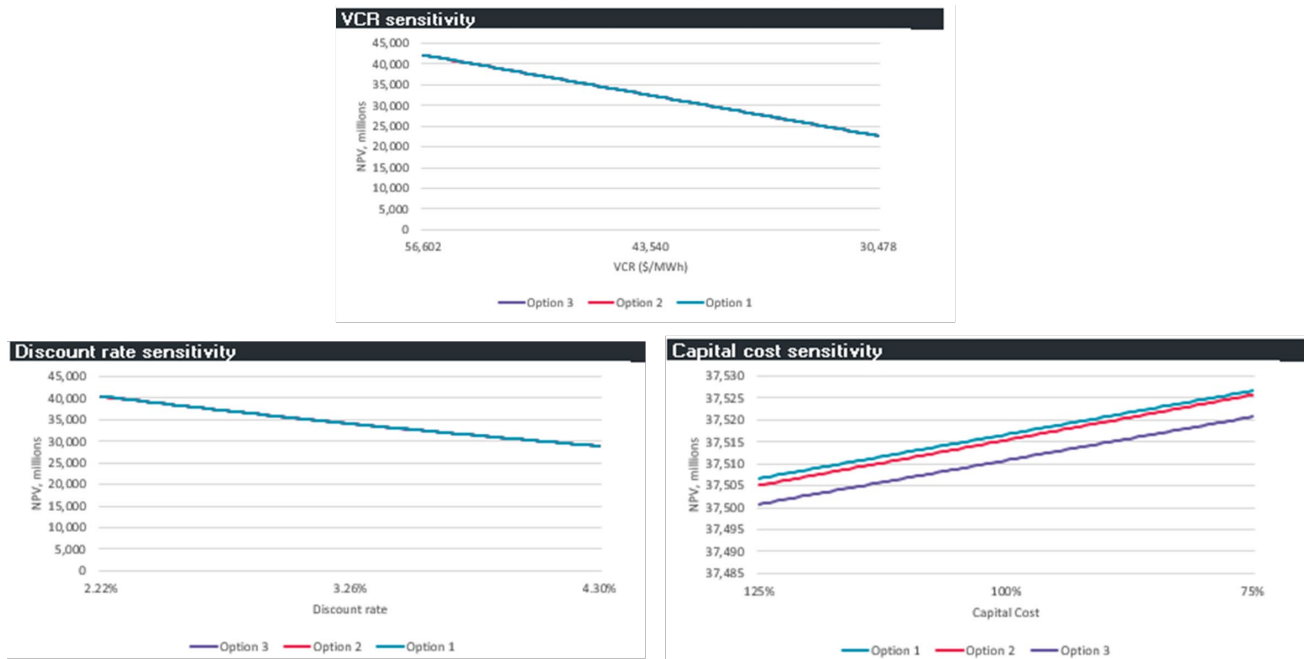 VCR sensitivity
45,000
40,000
35,000
30,000
25,000
20,000
15,000
10,000
5,000
0
NPV, millions
56,602 43,540 30,478
VCR ($/MWh)
Option 3 Option 2 Option 1
Discount rate sensitivity
45,000
40,000
35,000
30,000
25,000
20,000
15,000
10,000
5,000
0
NPV, millions
2.22% 3.26% 4.30%
Discount rate
Option 3 Option 2 Option 1
Capital cost sensitivity
37,530
37,525
37,520
37,515
37,510
37,505
37,500
37,495
37,490
37,485
NPV, millions
125% 100% 75%
Capital Cost
Option 1 Option 2 Option 3